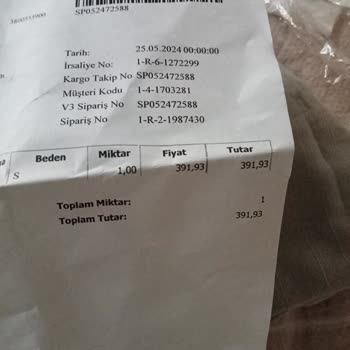 SP052472588
Tarih: 25.05.2024 00:00:00
İrsaliye No: 1-R-6-1272299
Kargo Takip No SP052472588
Müşteri Kodu 1-4-1703281
V3 Sipariş No SP052472588
Sipariş No 1-R-2-1987430
Beden Miktar Fiyat Tutar
S 1,00 391,93 391,93
Toplam Miktar: 1
Toplam Tutar: 391,93